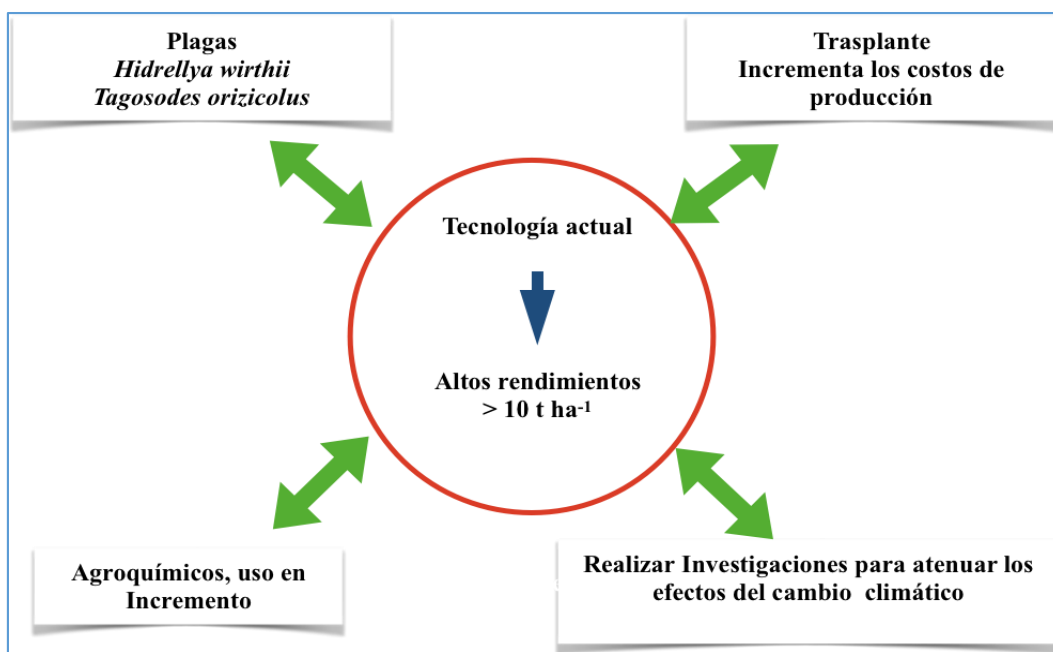 Plagas
Hidrellya wirthii
Tagosodes orizicolus
Trasplante
Incrementa los costos de
producción
Tecnología actual
Altos rendimientos
> 10 t ha⁻¹
Agroquímicos, uso en
Incremento
Realizar Investigaciones para atenuar los
efectos del cambio climático